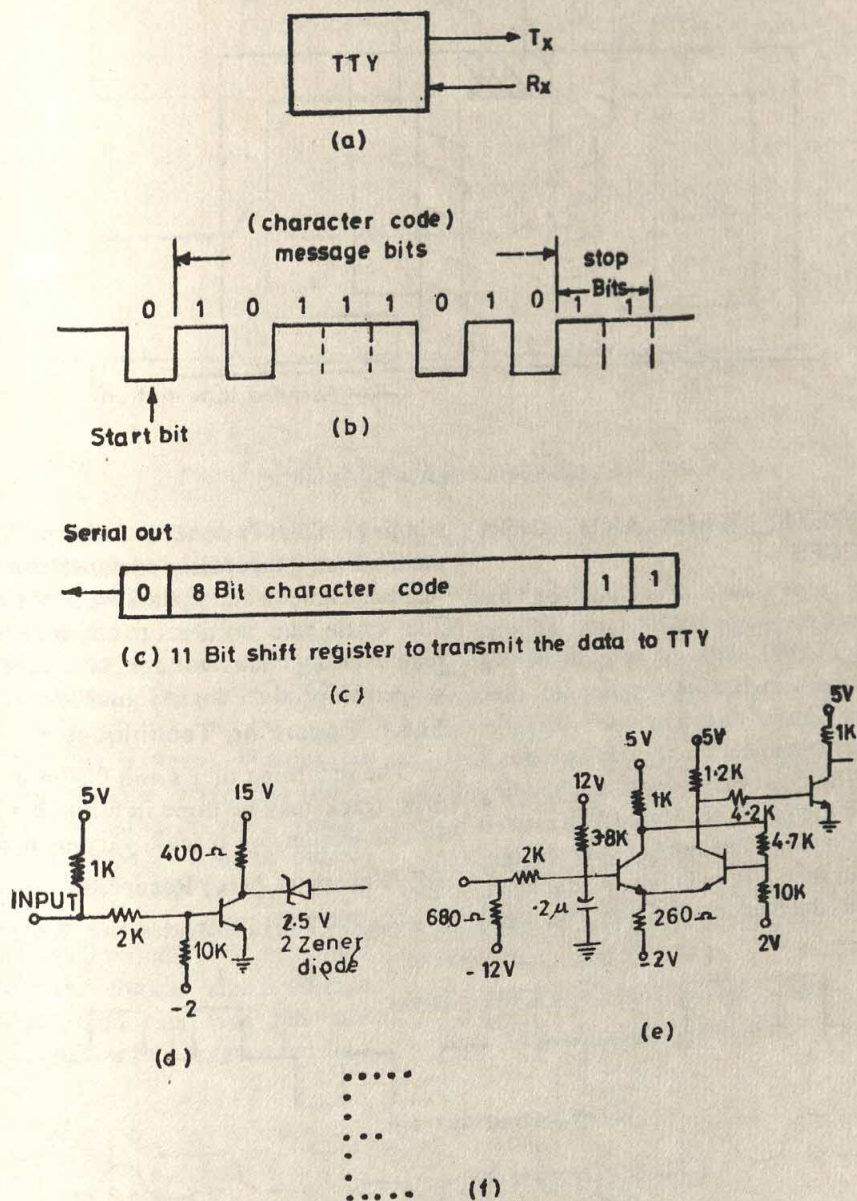 TTY
Tx
Rx
(a)
(character code)
message bits
stop
Bits
0 1 0 1 1 1 0 1 0 1 1
Start bit
(b)
Serial out
0 8 Bit character code 1 1
(c) 11 Bit shift register to transmit the data to TTY
(c)
5V
1K
INPUT
2K
10K
-2
15 V
400Ω
2.5 V
2 Zener
diode
(d)
12V
3.8K
2K
680Ω
-12V
.2μ
5V
1K
260Ω
-2V
5V
1.2K
4.2K
4.7K
10K
2V
5V
1K
(e)
(f)